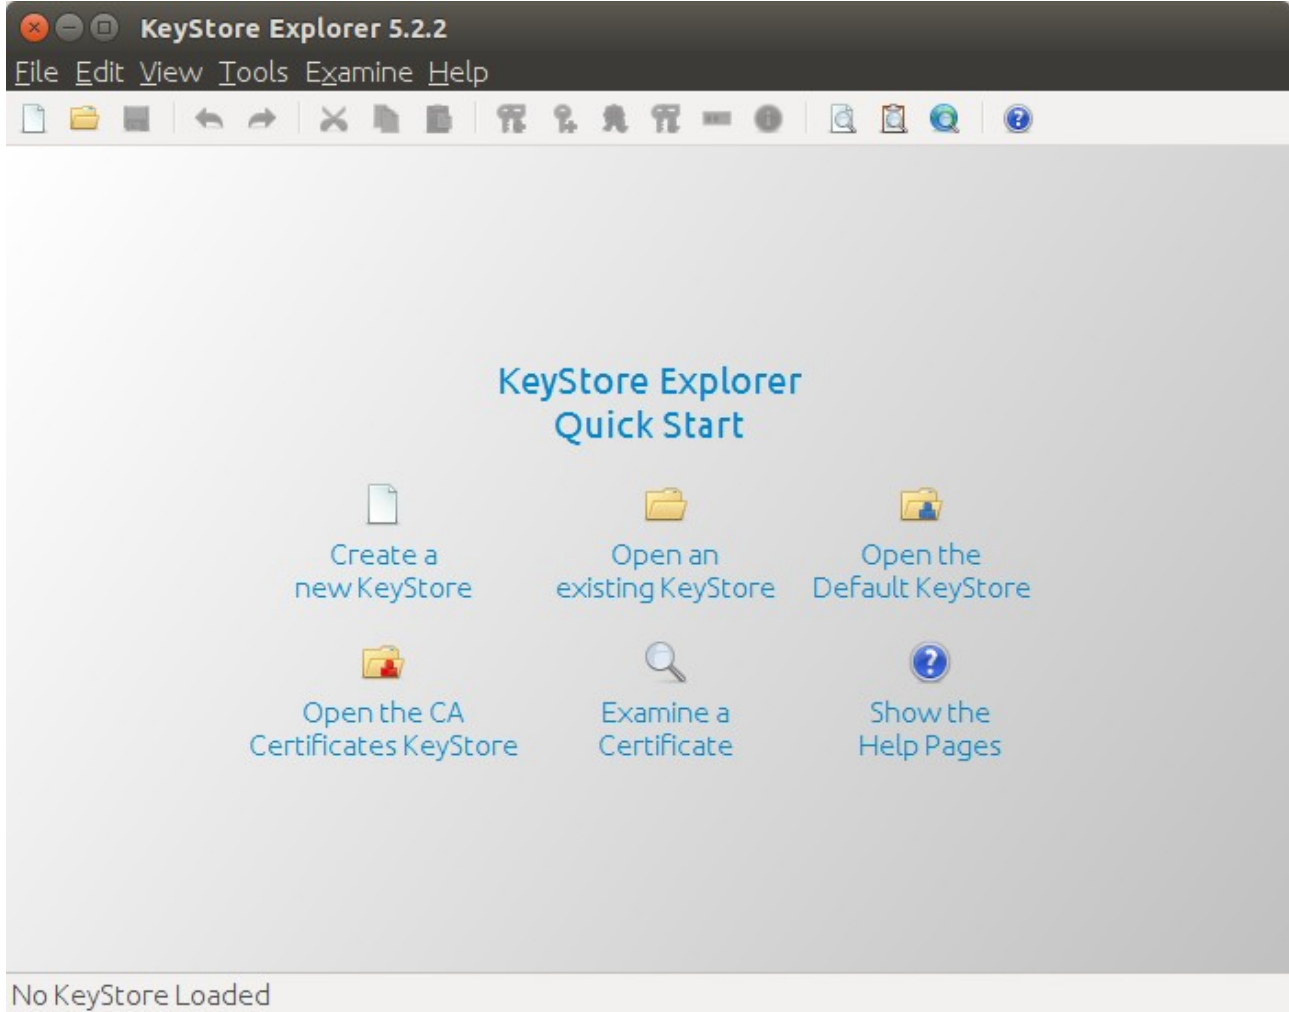 KeyStore Explorer 5.2.2
File Edit View Tools Examine Help
KeyStore Explorer
Quick Start
Create a
new KeyStore
Open an
existing KeyStore
Open the
Default KeyStore
Open the CA
Certificates KeyStore
Examine a
Certificate
Show the
Help Pages
No KeyStore Loaded